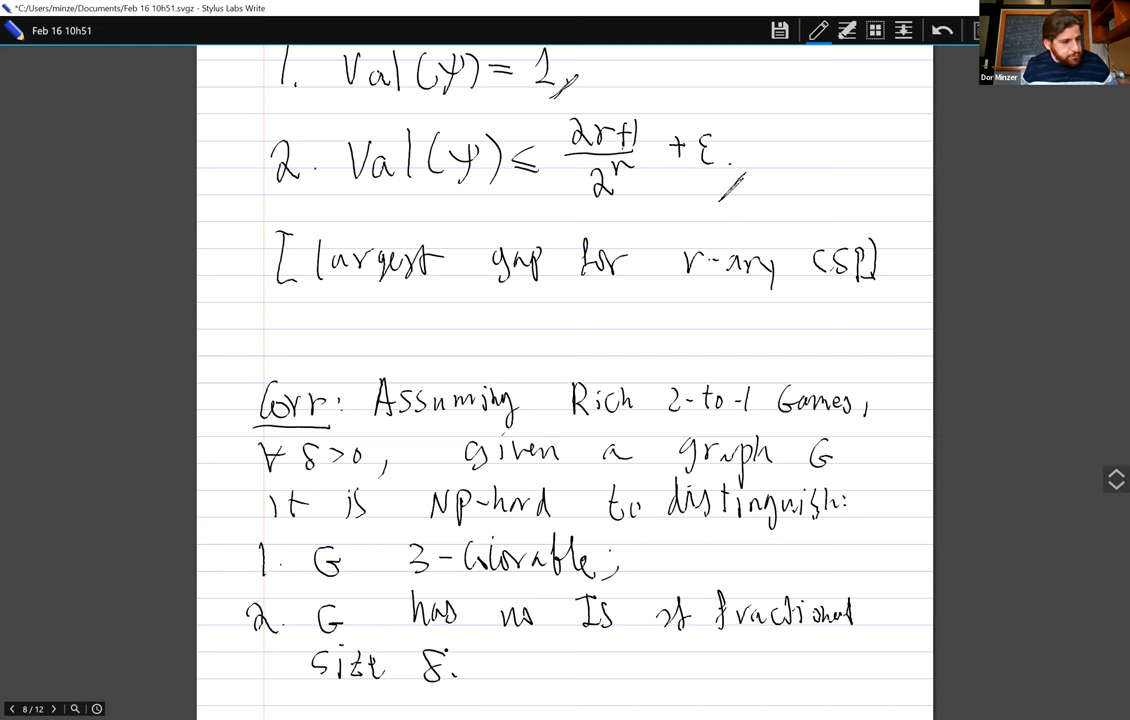 *C:/Users/minze/Documents/Feb 16 10h51.svgz - Stylus Labs Write
Feb 16 10h51
Dor Minzer
1. Val(ψ) = 1,
2. Val(ψ) ≤ (2r+1)/2^r + ε.
[largest gap for r-ary CSP]
Corr: Assuming Rich 2-to-1 Games,
∀ δ>0, given a graph G
it is NP-hard to distinguish:
1. G 3-Colorable;
2. G has no IS of fractional
size δ.
8 / 12